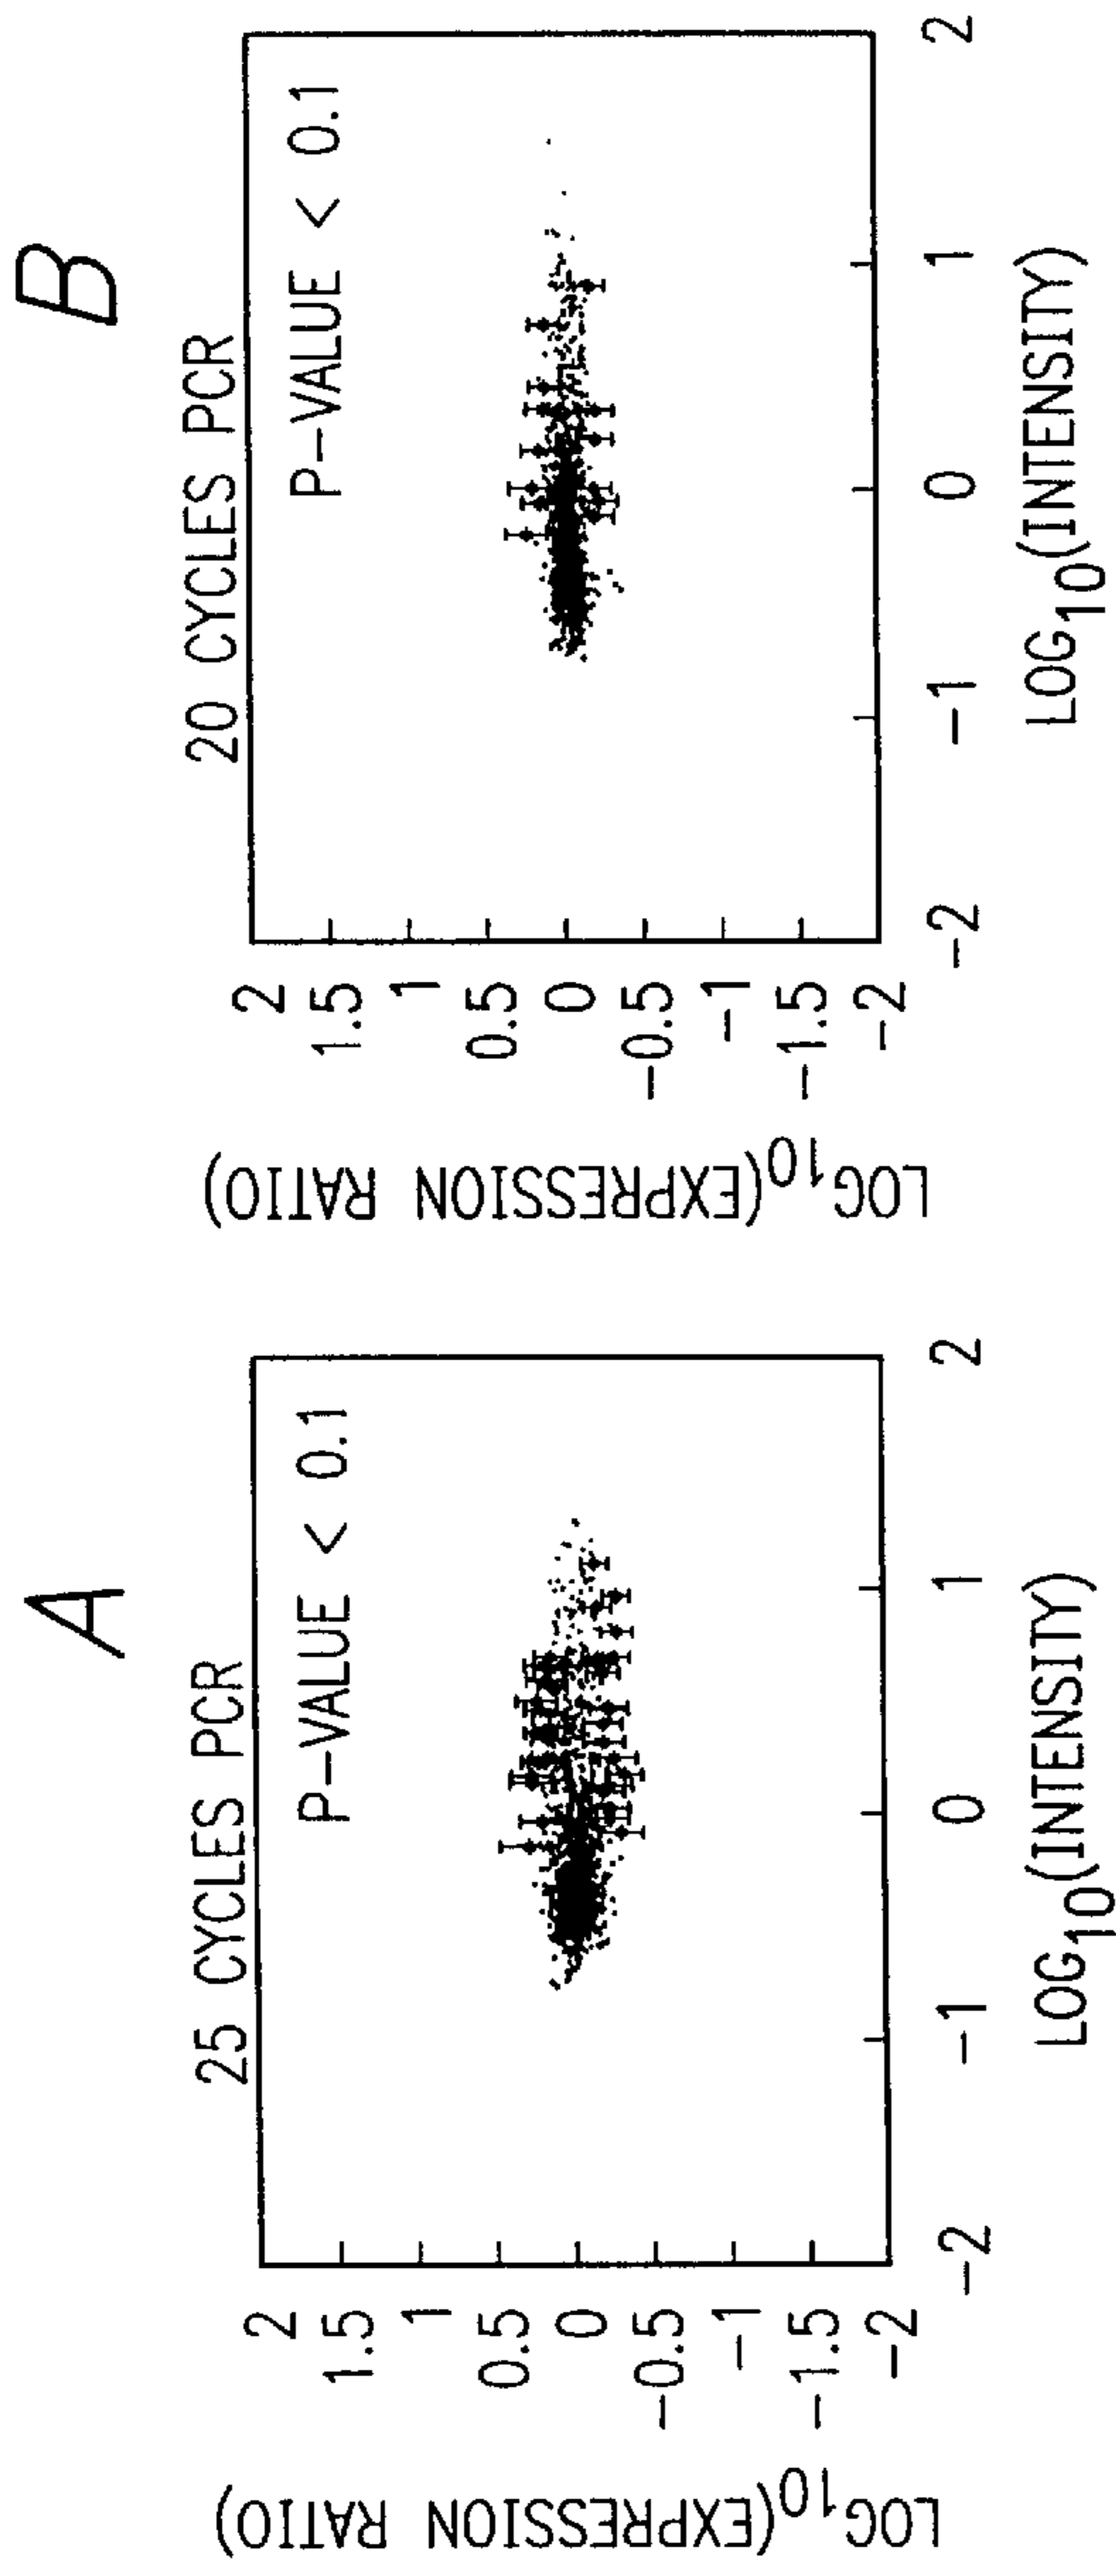 A
25 CYCLES PCR
P-VALUE < 0.1
LOG10(EXPRESSION RATIO)
2
1.5
1
0.5
0
-0.5
-1
-1.5
-2
-2
-1
0
1
2
LOG10(INTENSITY)
B
20 CYCLES PCR
P-VALUE < 0.1
LOG10(EXPRESSION RATIO)
2
1.5
1
0.5
0
-0.5
-1
-1.5
-2
-2
-1
0
1
2
LOG10(INTENSITY)